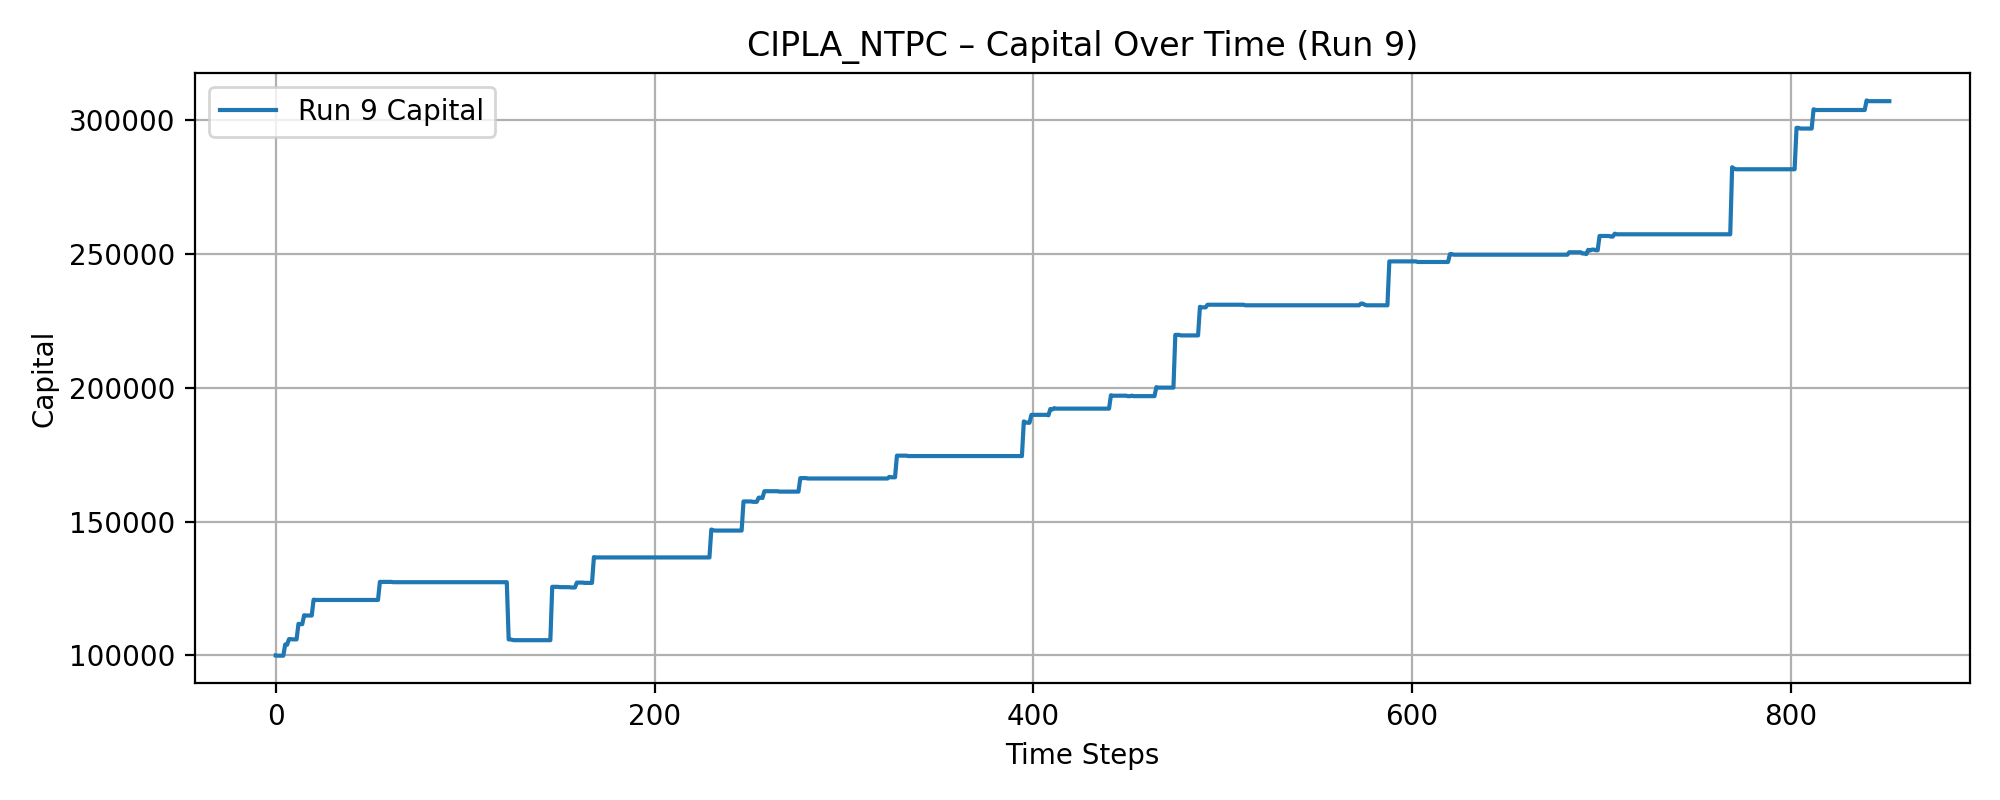 CIPLA_NTPC – Capital Over Time (Run 9)
Run 9 Capital
300000
250000
200000
150000
100000
Capital
0 200 400 600 800
Time Steps